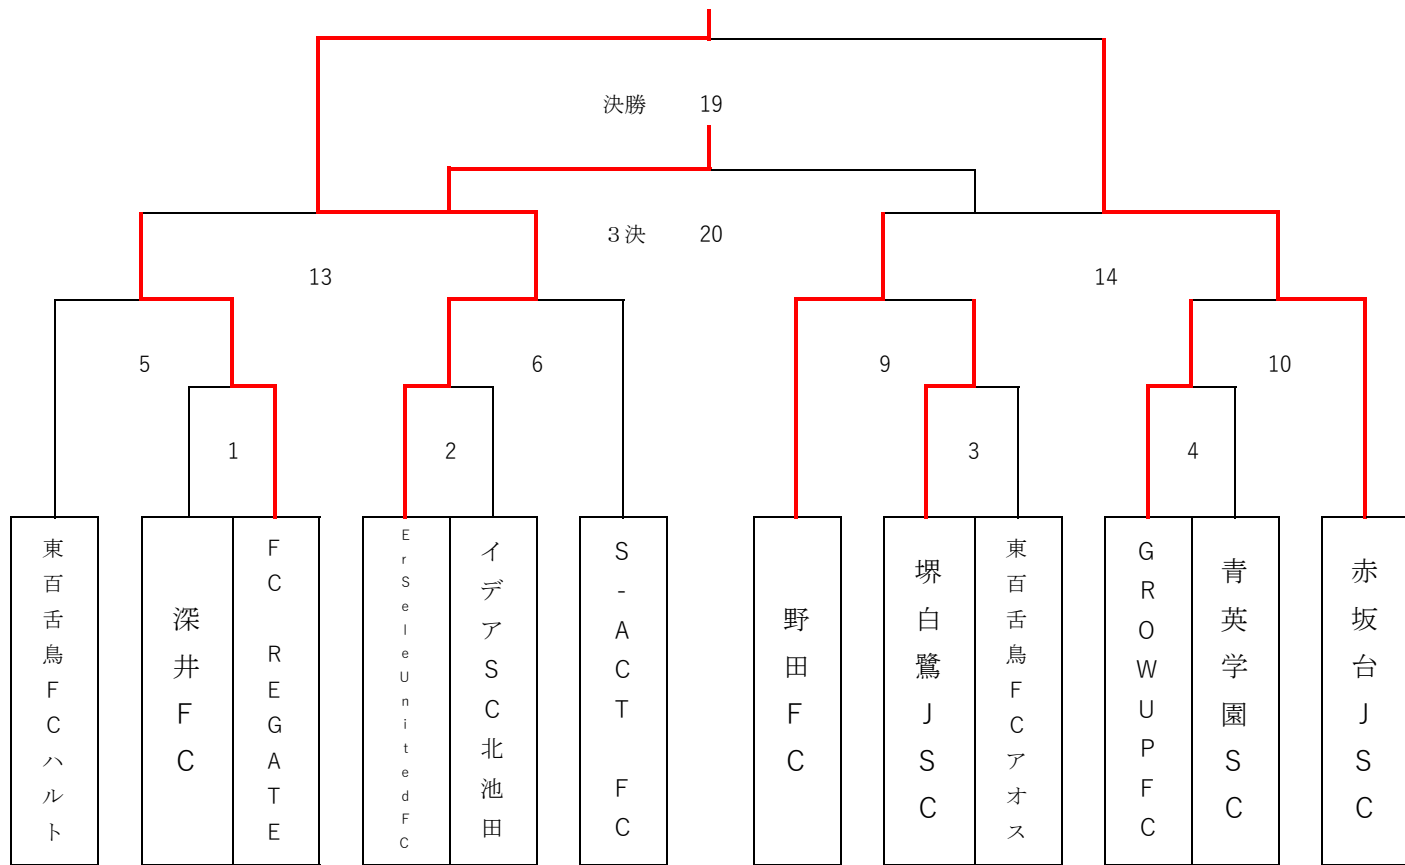 決勝 19
３決 20
13
14
5
6
9
10
1
2
3
4
東百舌鳥FCハルト
深井FC
FC REGATE
ErSeleUnitedFC
イデアSC北池田
S-ACT FC
野田FC
堺白鷺JSC
東百舌鳥FCアオス
GROWUPFC
青英学園SC
赤坂台JSC